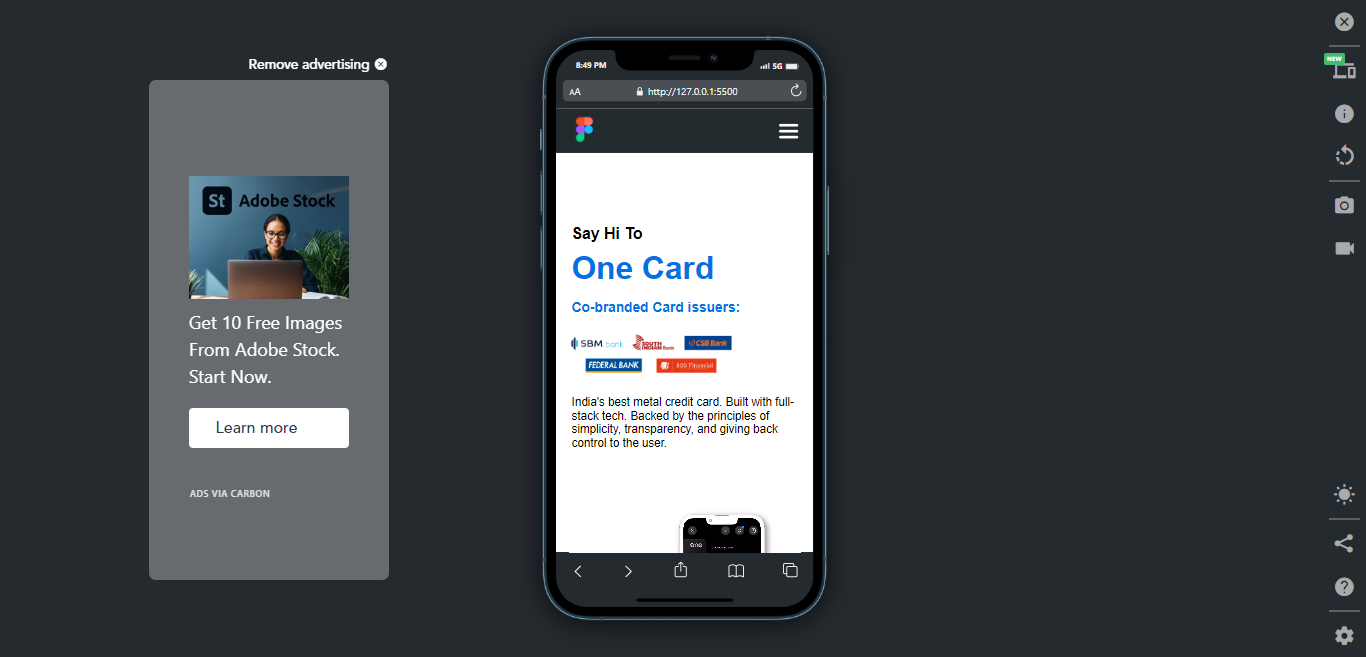 Remove advertising
St Adobe Stock
Get 10 Free Images
From Adobe Stock.
Start Now.
Learn more
ADS VIA CARBON
8:49 PM
5G
AA
http://127.0.0.1:5500
Say Hi To
One Card
Co-branded Card issuers:
SBM bank
SOUTH INDIAN Bank
CSB Bank
FEDERAL BANK
BOB Financial
India's best metal credit card. Built with full-
stack tech. Backed by the principles of
simplicity, transparency, and giving back
control to the user.
one
NEW